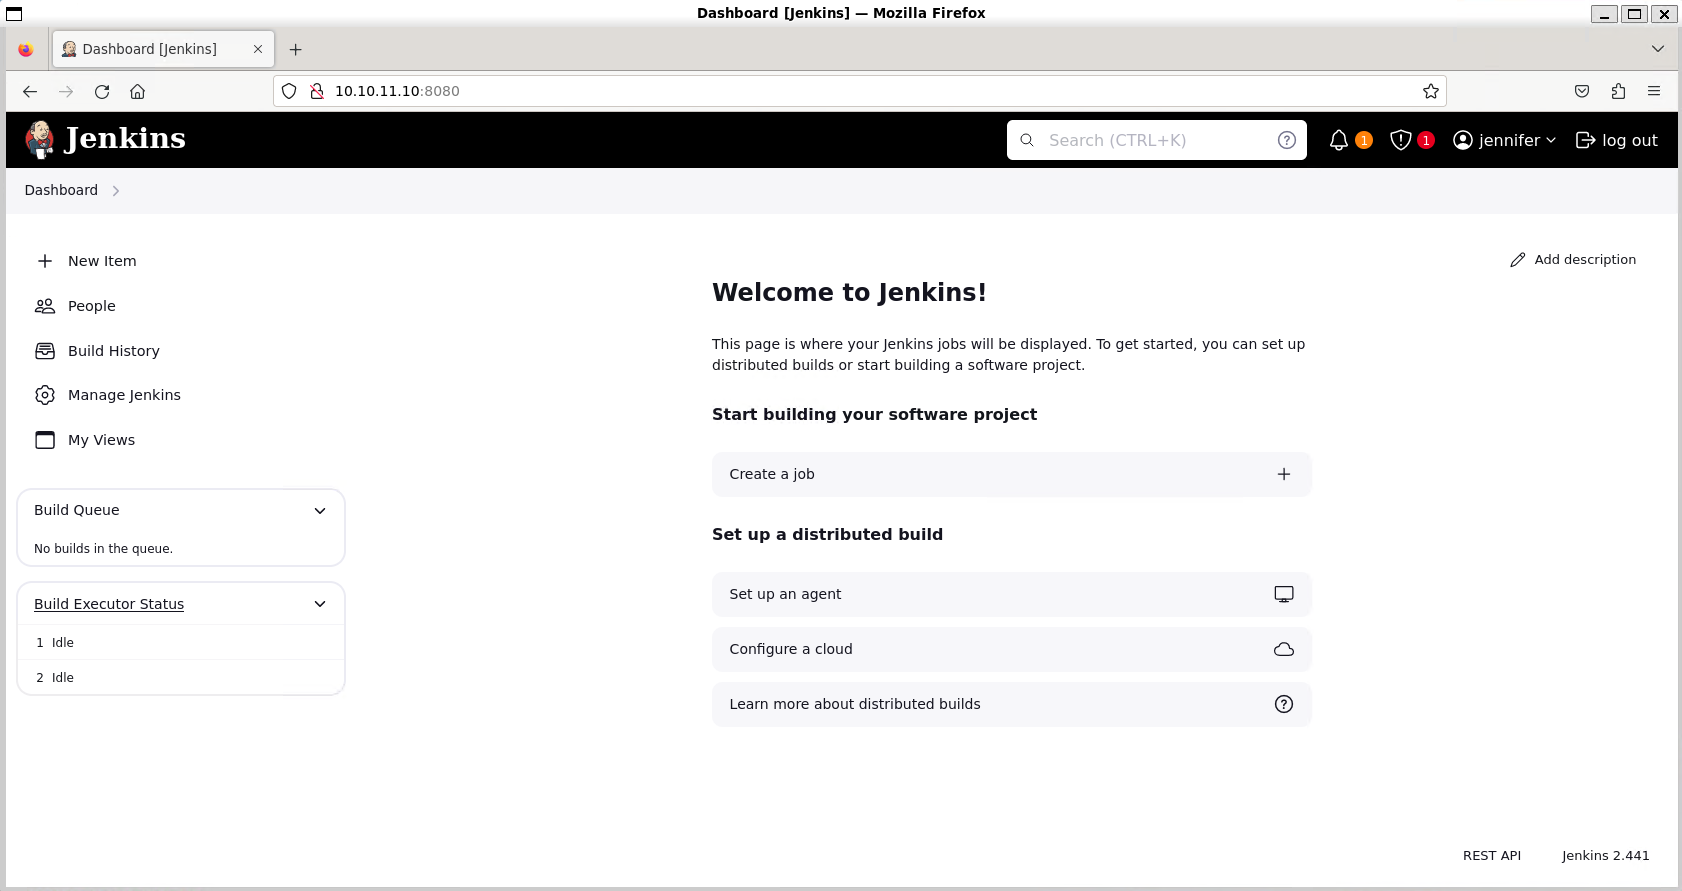 Dashboard [Jenkins] — Mozilla Firefox
Dashboard [Jenkins]
10.10.11.10:8080
Jenkins
Search (CTRL+K)
1
1
jennifer
log out
Dashboard
New Item
People
Build History
Manage Jenkins
My Views
Build Queue
No builds in the queue.
Build Executor Status
1 Idle
2 Idle
Add description
Welcome to Jenkins!
This page is where your Jenkins jobs will be displayed. To get started, you can set up
distributed builds or start building a software project.
Start building your software project
Create a job
Set up a distributed build
Set up an agent
Configure a cloud
Learn more about distributed builds
REST API
Jenkins 2.441